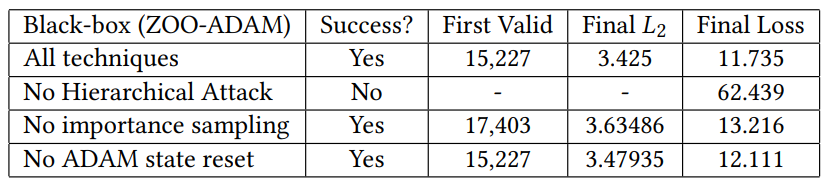 Black-box (ZOO-ADAM) Success? First Valid Final L2 Final Loss
All techniques Yes 15,227 3.425 11.735
No Hierarchical Attack No - - 62.439
No importance sampling Yes 17,403 3.63486 13.216
No ADAM state reset Yes 15,227 3.47935 12.111